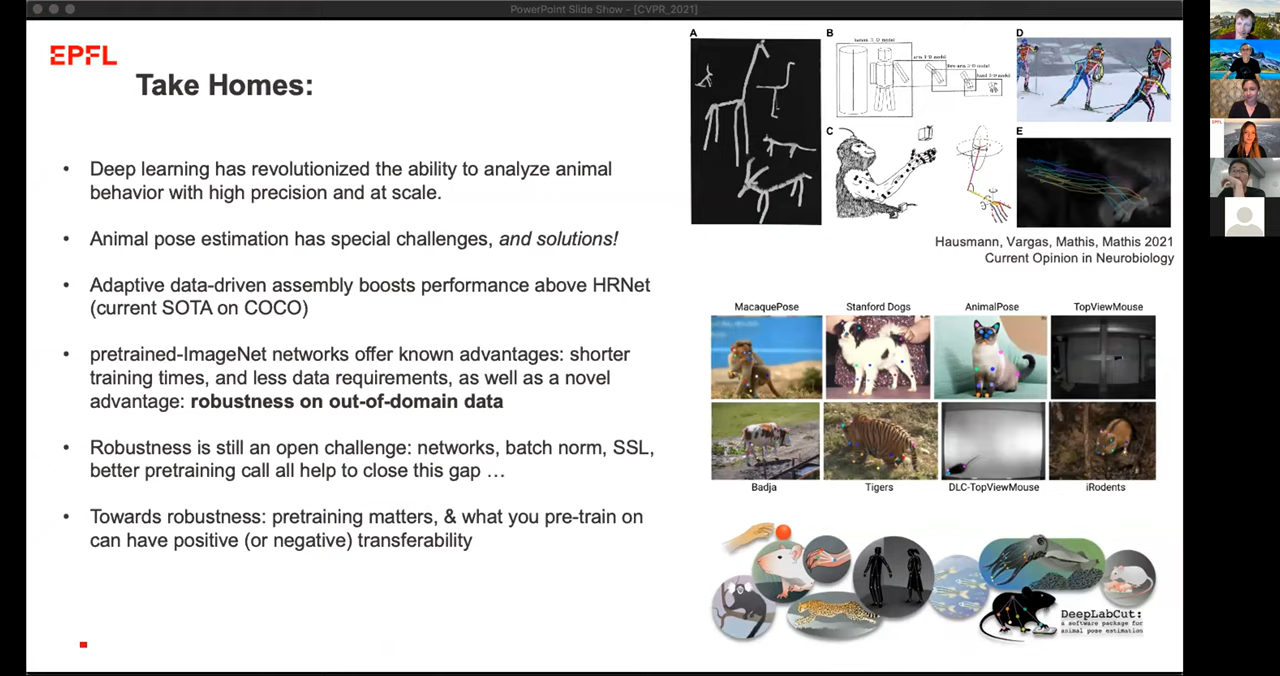 PowerPoint Slide Show - [CVPR_2021]
EPFL
Take Homes:
• Deep learning has revolutionized the ability to analyze animal
behavior with high precision and at scale.
• Animal pose estimation has special challenges, and solutions!
• Adaptive data-driven assembly boosts performance above HRNet
(current SOTA on COCO)
• pretrained-ImageNet networks offer known advantages: shorter
training times, and less data requirements, as well as a novel
advantage: robustness on out-of-domain data
• Robustness is still an open challenge: networks, batch norm, SSL,
better pretraining call all help to close this gap …
• Towards robustness: pretraining matters, & what you pre-train on
can have positive (or negative) transferability
A
B
C
D
E
Hausmann, Vargas, Mathis, Mathis 2021
Current Opinion in Neurobiology
MacaquePose
Stanford Dogs
AnimalPose
TopViewMouse
Badja
Tigers
DLC-TopViewMouse
iRodents
DeepLabCut:
a software package for
animal pose estimation
EPFL